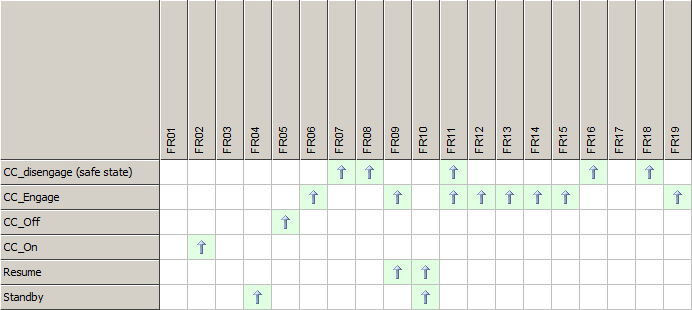 FR01
FR02
FR03
FR04
FR05
FR06
FR07
FR08
FR09
FR10
FR11
FR12
FR13
FR14
FR15
FR16
FR17
FR18
FR19
CC_disengage (safe state)
CC_Engage
CC_Off
CC_On
Resume
Standby